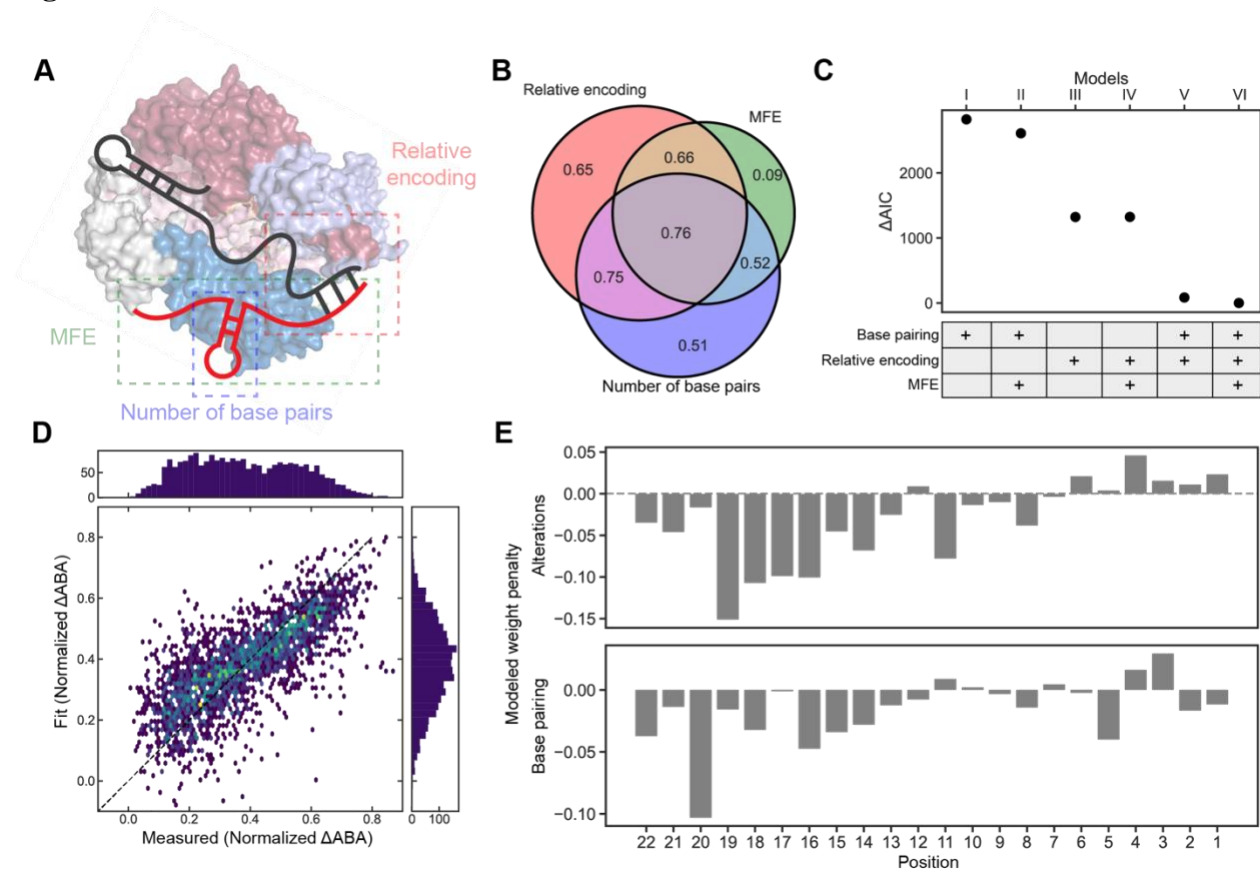 A
Relative
encoding
MFE
Number of base pairs
B
Relative encoding
MFE
0.65
0.66
0.09
0.76
0.75
0.52
0.51
Number of base pairs
C
Models
I II III IV V VI
ΔAIC
2000
1000
0
Base pairing + + + +
Relative encoding + + + +
MFE + + +
D
50
0
Fit (Normalized ΔABA)
0.8
0.6
0.4
0.2
0.0
0.0 0.2 0.4 0.6 0.8
0 100
Measured (Normalized ΔABA)
E
Modeled weight penalty
Alterations
0.05
0.00
−0.05
−0.10
−0.15
Base pairing
0.00
−0.05
−0.10
22 21 20 19 18 17 16 15 14 13 12 11 10 9 8 7 6 5 4 3 2 1
Position